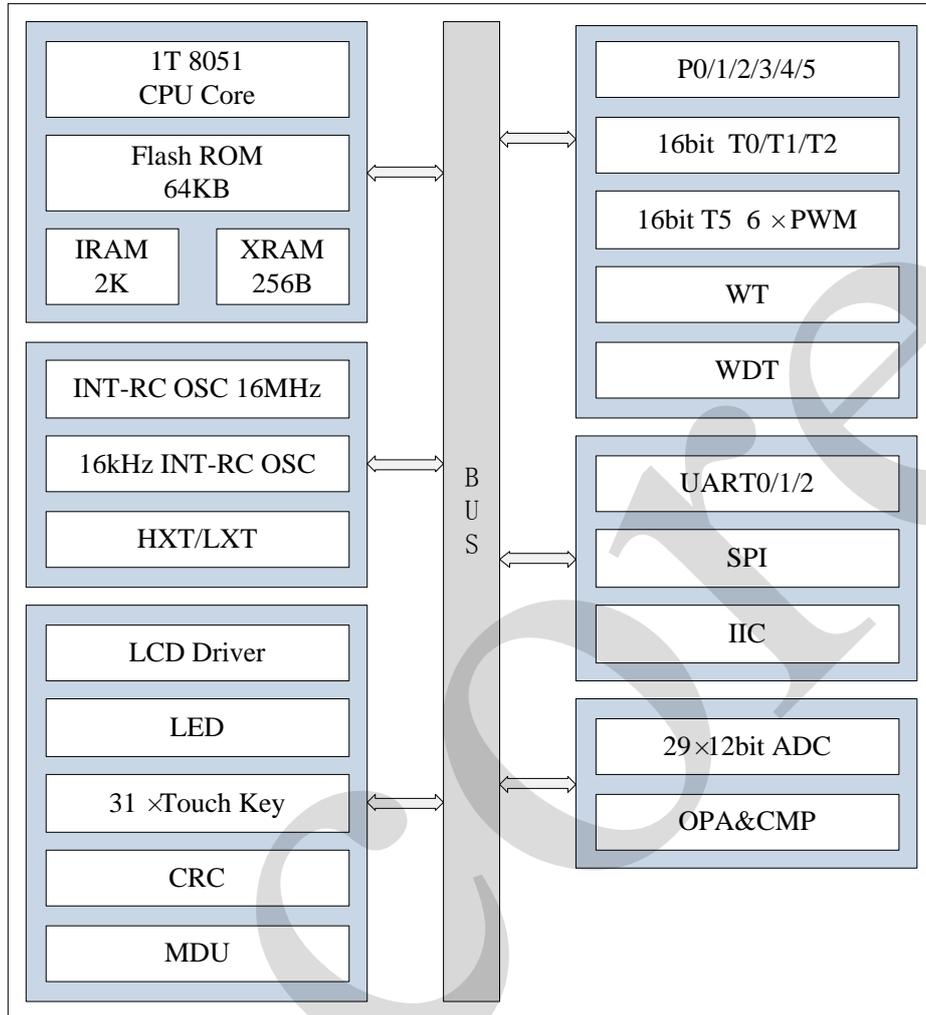 1T 8051
CPU Core
Flash ROM
64KB
IRAM
2K
XRAM
256B
INT-RC OSC 16MHz
16kHz INT-RC OSC
HXT/LXT
LCD Driver
LED
31 ×Touch Key
CRC
MDU
B
U
S
P0/1/2/3/4/5
16bit T0/T1/T2
16bit T5 6 ×PWM
WT
WDT
UART0/1/2
SPI
IIC
29×12bit ADC
OPA&CMP
core